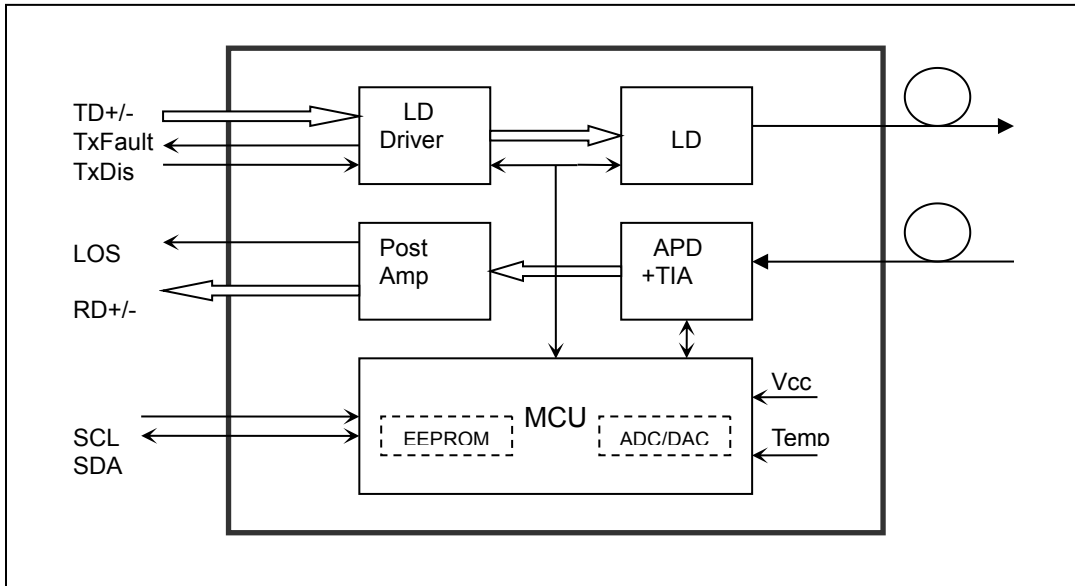 TD+/-
TxFault
TxDis
LD
Driver
LD
LOS
RD+/-
Post
Amp
APD
+TIA
SCL
SDA
MCU
EEPROM
ADC/DAC
Vcc
Temp